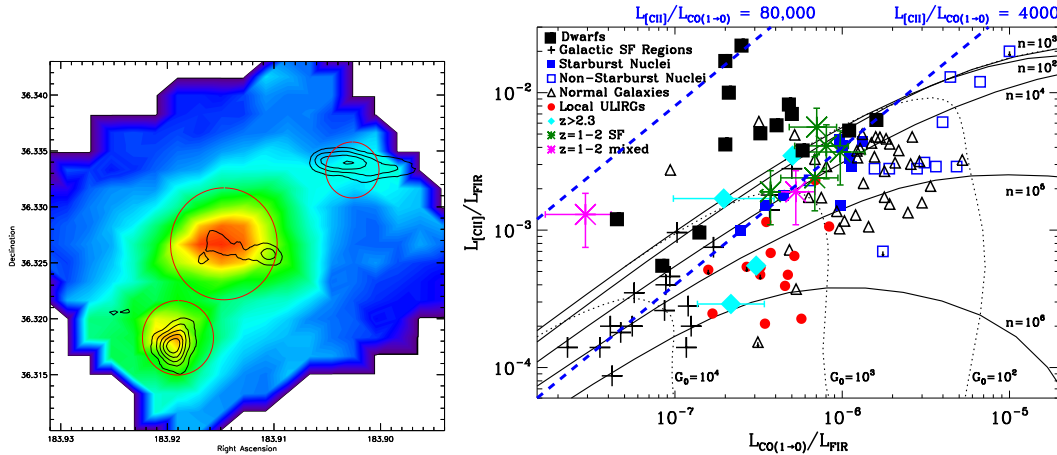 36.340
36.334
36.330
36.325
36.320
36.315
Declination
183.93
183.92
183.91
183.90
Right Ascension
L[CII]/LCO(1→0) = 80,000
L[CII]/LCO(1→0) = 4000
Dwarfs
Galactic SF Regions
Starburst Nuclei
Non-Starburst Nuclei
Normal Galaxies
Local ULIRGs
z>2.3
z=1-2 SF
z=1-2 mixed
n=10³
n=10²
n=10⁴
n=10⁵
n=10⁶
G₀=10⁴
G₀=10³
G₀=10²
10⁻²
10⁻³
10⁻⁴
L[CII]/LFIR
10⁻⁷
10⁻⁶
10⁻⁵
LCO(1→0)/LFIR